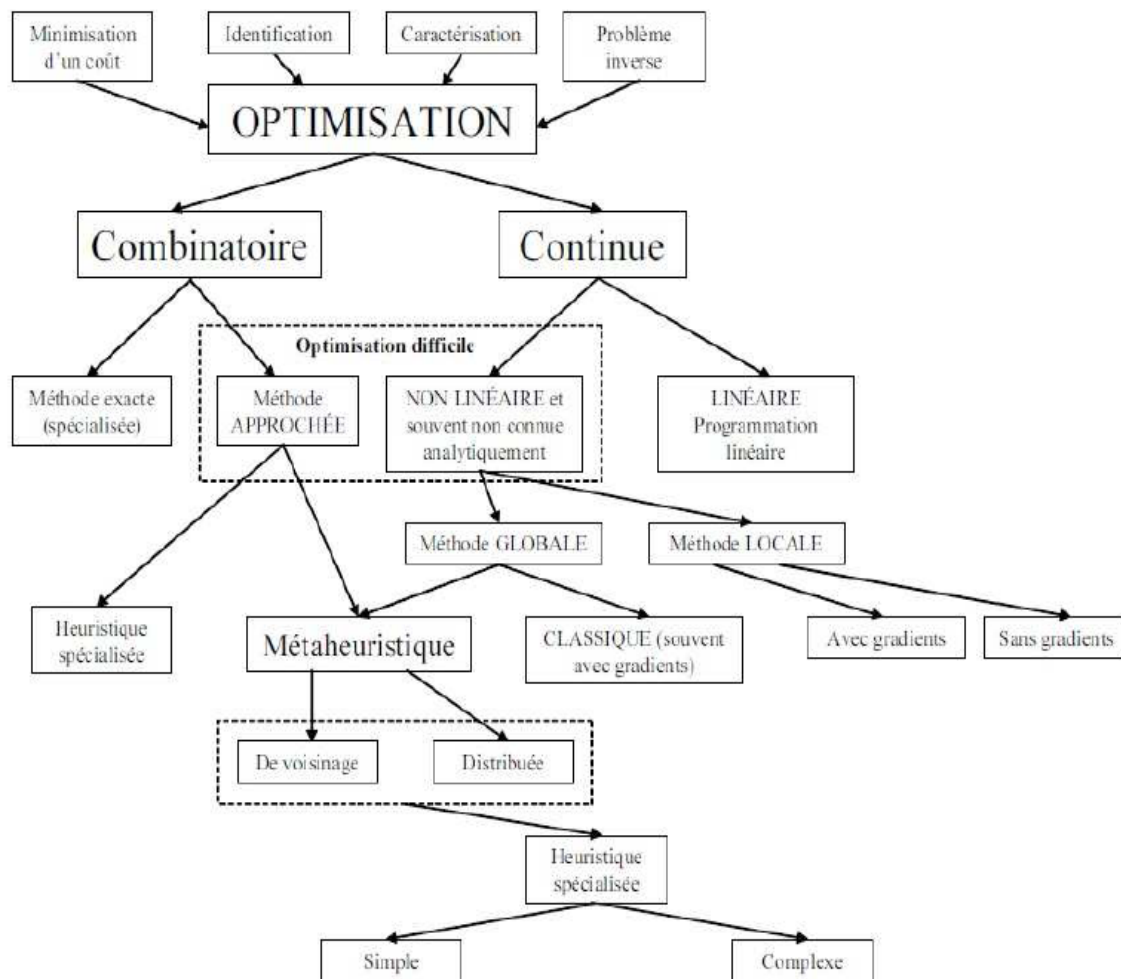 Minimisation
d'un coût
Identification
Caractérisation
Problème
inverse
OPTIMISATION
Combinatoire
Continue
Optimisation difficile
Méthode exacte
(spécialisée)
Méthode
APPROCHÉE
NON LINÉAIRE et
souvent non connue
analytiquement
LINÉAIRE
Programmation
linéaire
Méthode GLOBALE
Méthode LOCALE
Heuristique
spécialisée
Métaheuristique
CLASSIQUE (souvent
avec gradients)
Avec gradients
Sans gradients
De voisinage
Distribuée
Heuristique
spécialisée
Simple
Complexe